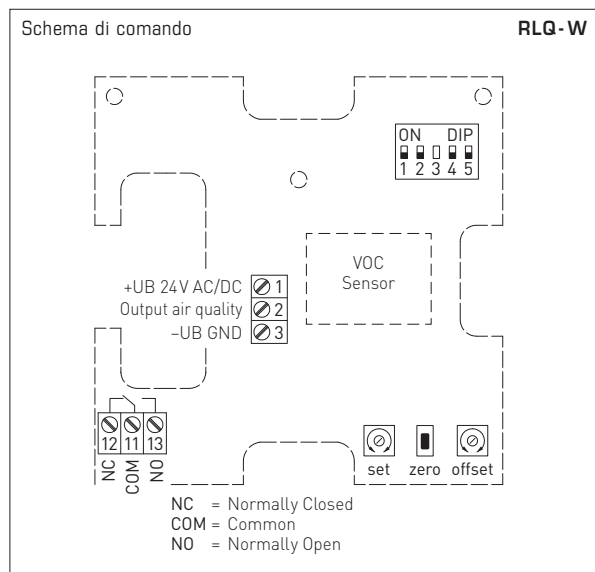 Schema di comando RLQ-W
ON DIP
1 2 3 4 5
VOC
Sensor
+UB 24V AC/DC 1
Output air quality 2
–UB GND 3
12 11 13
NC COM NO
set zero offset
NC = Normally Closed
COM = Common
NO = Normally Open